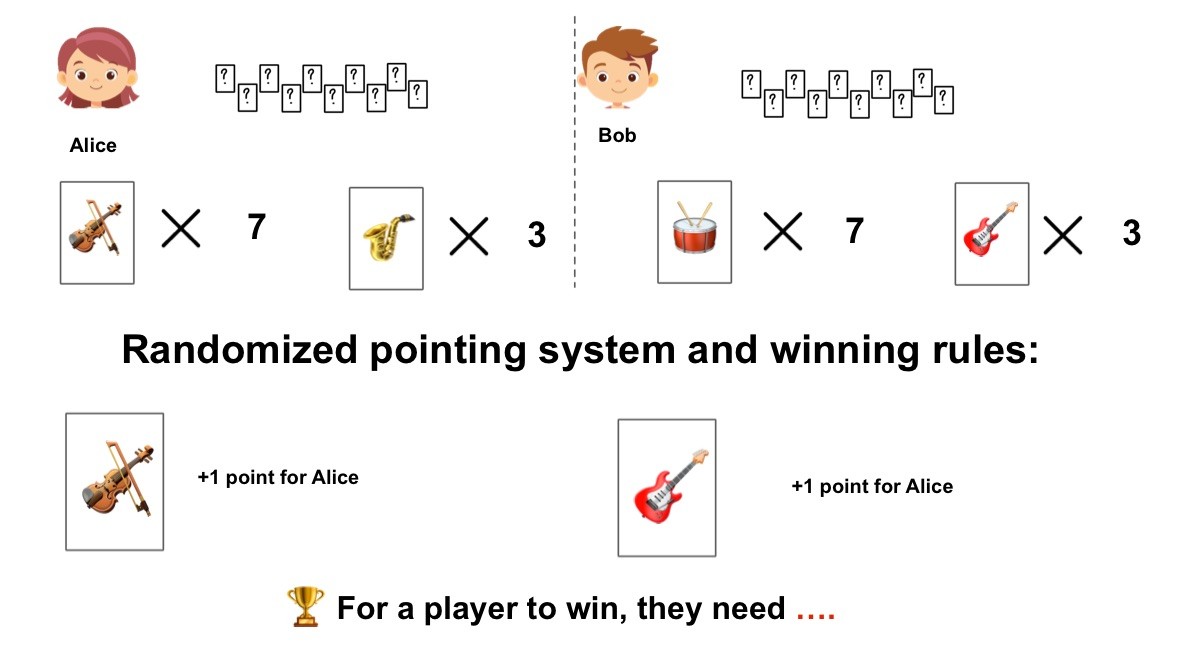 ? ? ? ? ? ? ? ? ? ?
? ? ? ? ? ? ? ? ? ?
Alice
Bob
7
3
7
3
Randomized pointing system and winning rules:
+1 point for Alice
+1 point for Alice
For a player to win, they need ....